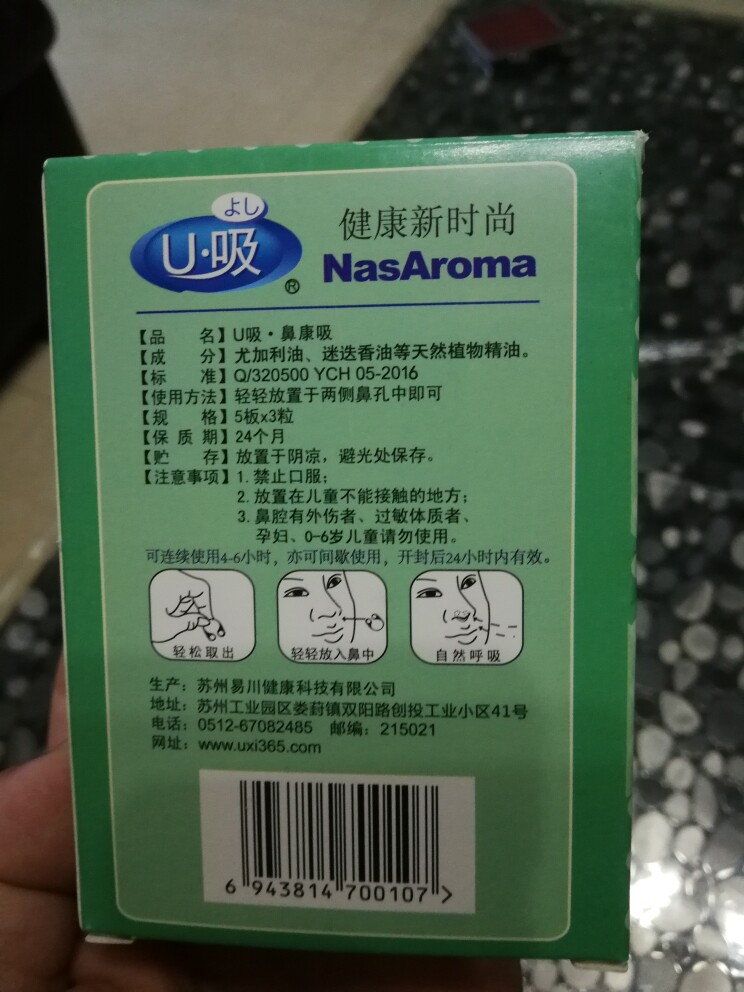 よし
U·吸
®
健康新时尚
NasAroma
【品 名】U吸·鼻康吸
【成 分】尤加利油、迷迭香油等天然植物精油。
【标 准】Q/320500 YCH 05-2016
【使用方法】轻轻放置于两侧鼻孔中即可
【规 格】5板x3粒
【保 质 期】24个月
【贮 存】放置于阴凉，避光处保存。
【注意事项】1. 禁止口服；
2. 放置在儿童不能接触的地方；
3. 鼻腔有外伤者、过敏体质者、
孕妇、0-6岁儿童请勿使用。
可连续使用4-6小时，亦可间歇使用，开封后24小时内有效。
轻松取出
轻轻放入鼻中
自然呼吸
生产：苏州易川健康科技有限公司
地址：苏州工业园区娄葑镇双阳路创投工业小区41号
电话：0512-67082485 邮编：215021
网址：www.uxi365.com
6 943814 700107 >